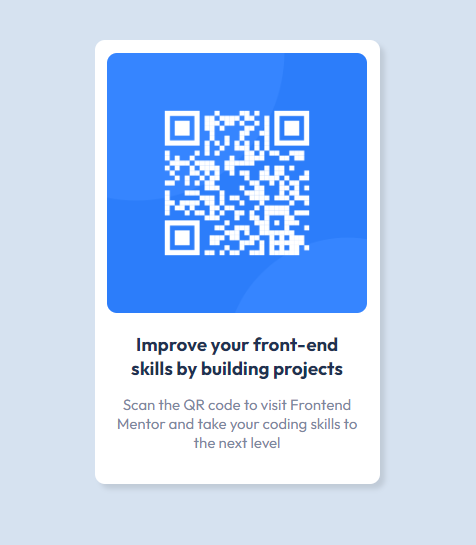 Improve your front-end
skills by building projects
Scan the QR code to visit Frontend
Mentor and take your coding skills to
the next level